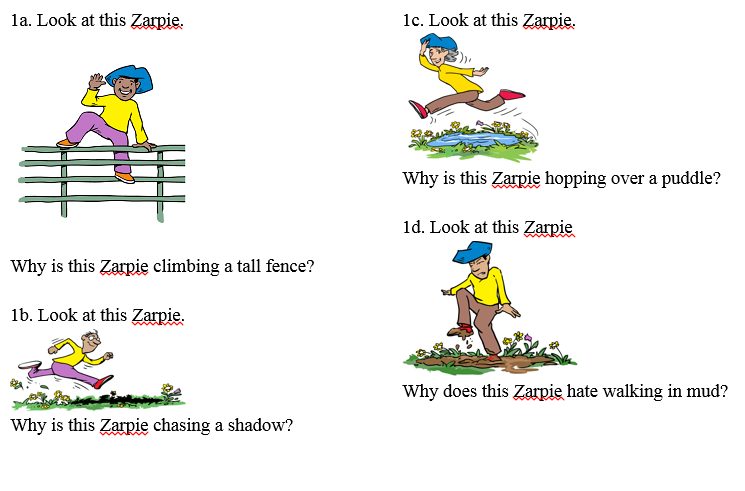 1a. Look at this Zarpie.
Why is this Zarpie climbing a tall fence?
1b. Look at this Zarpie.
Why is this Zarpie chasing a shadow?
1c. Look at this Zarpie.
Why is this Zarpie hopping over a puddle?
1d. Look at this Zarpie
Why does this Zarpie hate walking in mud?